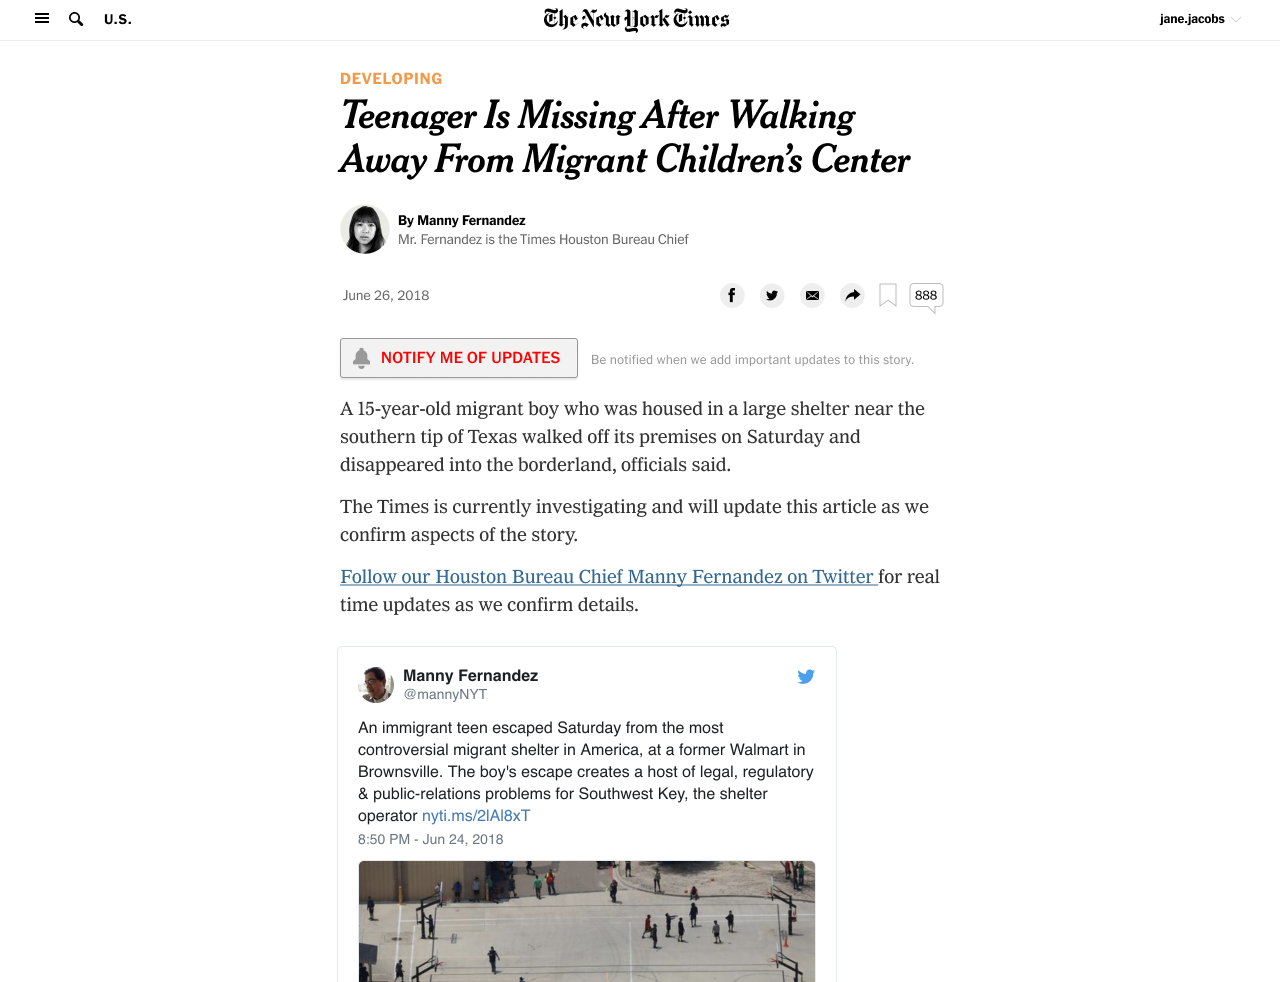 U.S.
The New York Times
jane.jacobs
DEVELOPING
Teenager Is Missing After Walking
Away From Migrant Children’s Center
By Manny Fernandez
Mr. Fernandez is the Times Houston Bureau Chief
June 26, 2018
888
NOTIFY ME OF UPDATES
Be notified when we add important updates to this story.
A 15-year-old migrant boy who was housed in a large shelter near the
southern tip of Texas walked off its premises on Saturday and
disappeared into the borderland, officials said.
The Times is currently investigating and will update this article as we
confirm aspects of the story.
Follow our Houston Bureau Chief Manny Fernandez on Twitter for real
time updates as we confirm details.
Manny Fernandez
@mannyNYT
An immigrant teen escaped Saturday from the most
controversial migrant shelter in America, at a former Walmart in
Brownsville. The boy's escape creates a host of legal, regulatory
& public-relations problems for Southwest Key, the shelter
operator nyti.ms/2lAl8xT
8:50 PM - Jun 24, 2018